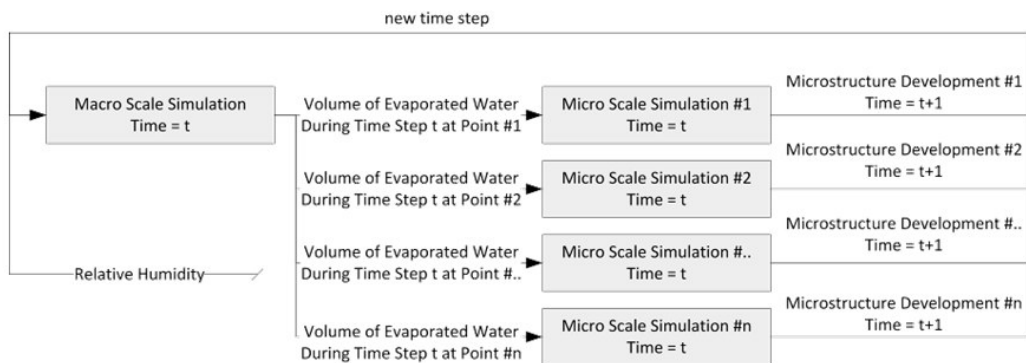 new time step
Macro Scale Simulation
Time = t
Volume of Evaporated Water
During Time Step t at Point #1
Micro Scale Simulation #1
Time = t
Microstructure Development #1
Time = t+1
Volume of Evaporated Water
During Time Step t at Point #2
Micro Scale Simulation #2
Time = t
Microstructure Development #2
Time = t+1
Relative Humidity
Volume of Evaporated Water
During Time Step t at Point #..
Micro Scale Simulation #..
Time = t
Microstructure Development #..
Time = t+1
Volume of Evaporated Water
During Time Step t at Point #n
Micro Scale Simulation #n
Time = t
Microstructure Development #n
Time = t+1